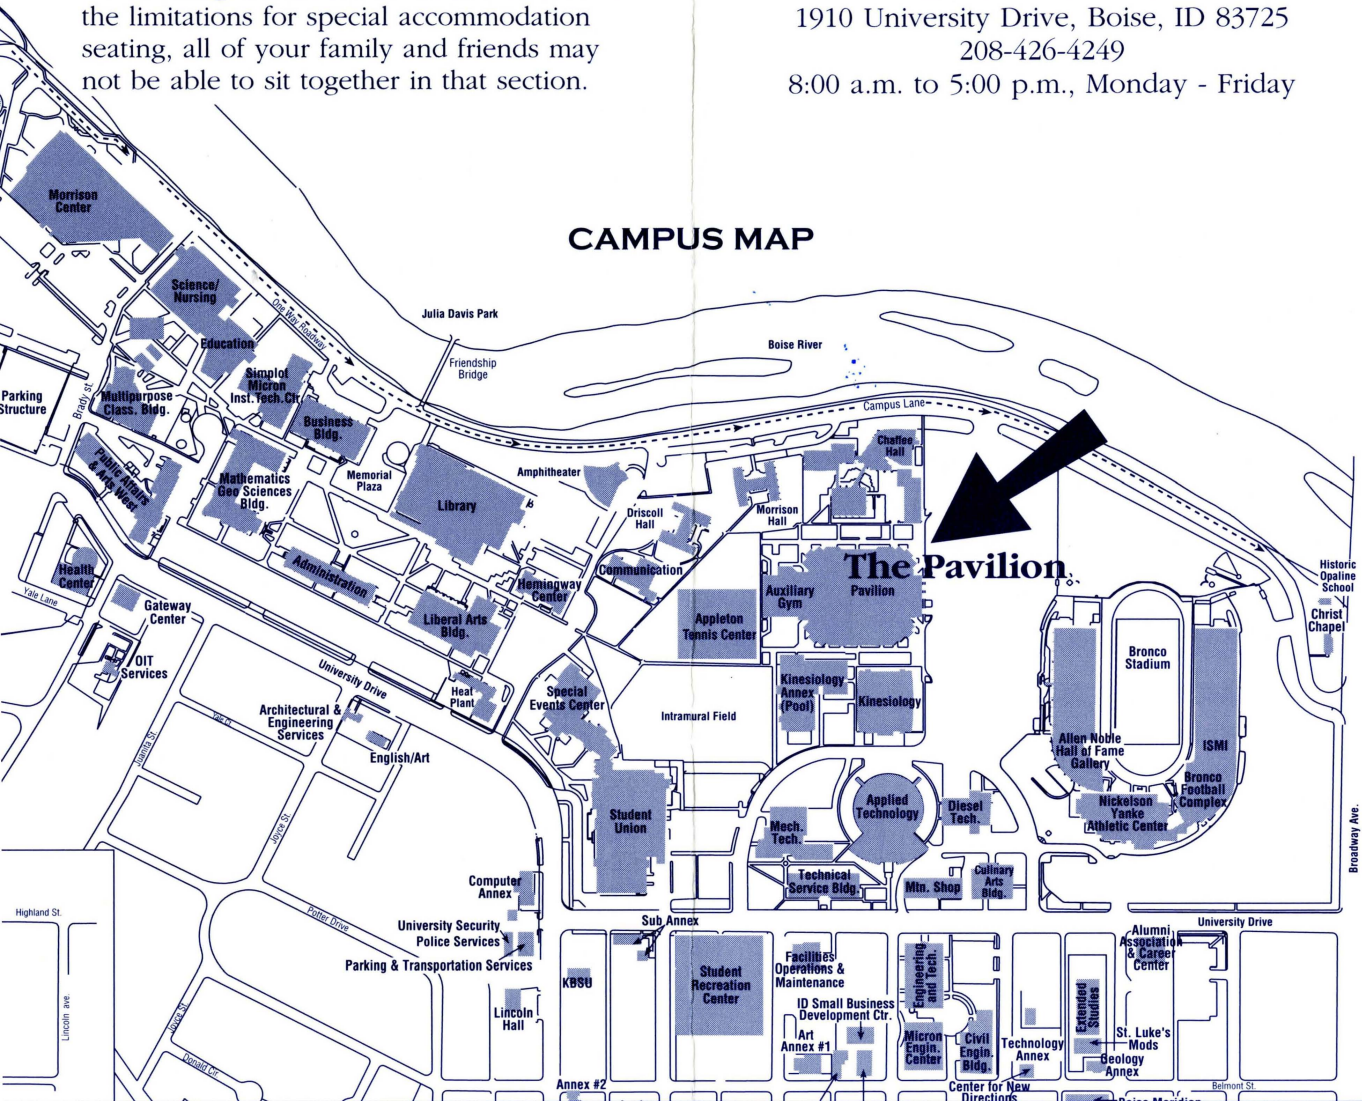 the limitations for special accommodation
seating, all of your family and friends may
not be able to sit together in that section.
1910 University Drive, Boise, ID 83725
208-426-4249
8:00 a.m. to 5:00 p.m., Monday - Friday
CAMPUS MAP
Morrison
Center
Science/
Nursing
One Way Roadway
Education
Julia Davis Park
Friendship
Bridge
Boise River
Campus Lane
Simplot
Micron
Inst.Tech.Ctr.
Parking
Structure
Brady st.
Multipurpose
Class. Bldg.
Business
Bldg.
Public Affairs
& Arts West
Mathematics
Geo Sciences
Bldg.
Memorial
Plaza
Library
Amphitheater
Driscoll
Hall
Morrison
Hall
Chaffee
Hall
The Pavilion
Pavilion
Auxiliary
Gym
Communication
Hemingway
Center
Administration
Liberal Arts
Bldg.
Appleton
Tennis Center
Health
Center
Yale Lane
Gateway
Center
OIT
Services
University Drive
Heat
Plant
Special
Events Center
Intramural Field
Kinesiology
Annex
(Pool)
Kinesiology
Bronco
Stadium
Historic
Opaline
School
Christ
Chapel
Allen Noble
Hall of Fame
Gallery
ISMI
Bronco
Football
Complex
Nickelson
Yanke
Athletic Center
Broadway Ave.
Architectural &
Engineering
Services
English/Art
Yale Ct.
Juanita St.
Joyce St.
Student
Union
Applied
Technology
Diesel
Tech.
Mech.
Tech.
Technical
Service Bldg.
Mtn. Shop
Culinary
Arts
Bldg.
Computer
Annex
University Security
Police Services
Parking & Transportation Services
Sub Annex
Highland St.
Potter Drive
Lincoln ave.
Joyce St.
Donald Cir.
KBSU
Lincoln
Hall
Student
Recreation
Center
Facilities
Operations &
Maintenance
ID Small Business
Development Ctr.
Art
Annex #1
Engineering
and Tech.
Micron
Engin.
Center
Civil
Engin.
Bldg.
Technology
Annex
Center for New
Directions
University Drive
Alumni
Association
& Career
Center
Extended
Studies
St. Luke's
Mods
Geology
Annex
Belmont St.
Annex #2
Boise Meridian